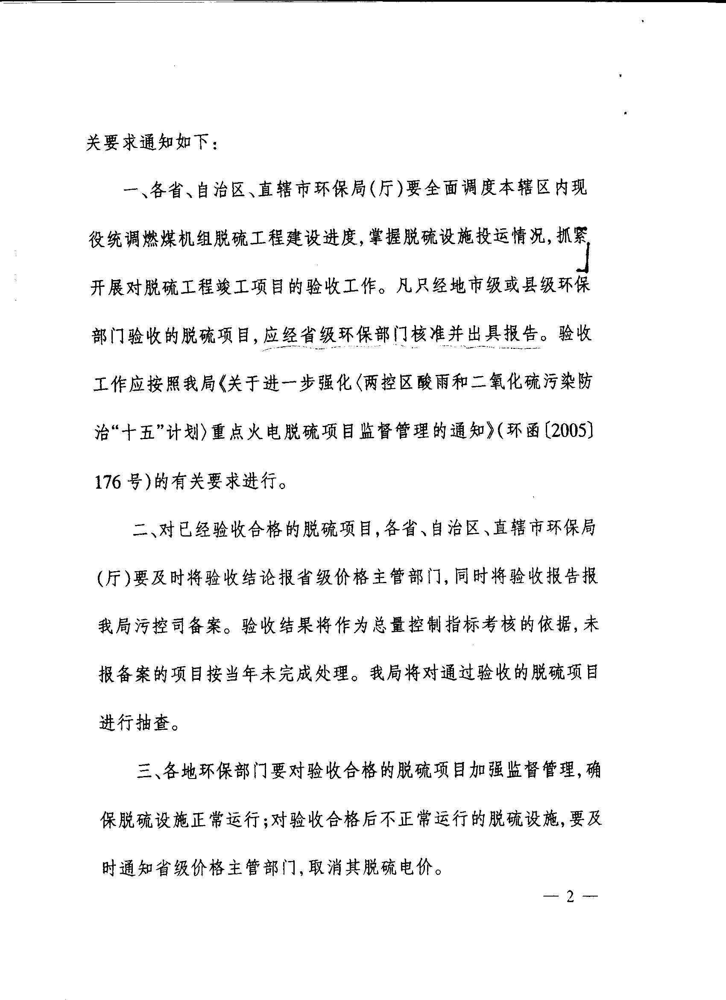 关要求通知如下：
一、各省、自治区、直辖市环保局(厅)要全面调度本辖区内现
役统调燃煤机组脱硫工程建设进度,掌握脱硫设施投运情况,抓紧
开展对脱硫工程竣工项目的验收工作。凡只经地市级或县级环保
部门验收的脱硫项目,应经省级环保部门核准并出具报告。验收
工作应按照我局《关于进一步强化〈两控区酸雨和二氧化硫污染防
治“十五”计划〉重点火电脱硫项目监督管理的通知》(环函〔2005〕
176 号)的有关要求进行。
二、对已经验收合格的脱硫项目,各省、自治区、直辖市环保局
(厅)要及时将验收结论报省级价格主管部门,同时将验收报告报
我局污控司备案。验收结果将作为总量控制指标考核的依据,未
报备案的项目按当年未完成处理。我局将对通过验收的脱硫项目
进行抽查。
三、各地环保部门要对验收合格的脱硫项目加强监督管理,确
保脱硫设施正常运行;对验收合格后不正常运行的脱硫设施,要及
时通知省级价格主管部门,取消其脱硫电价。
— 2 —